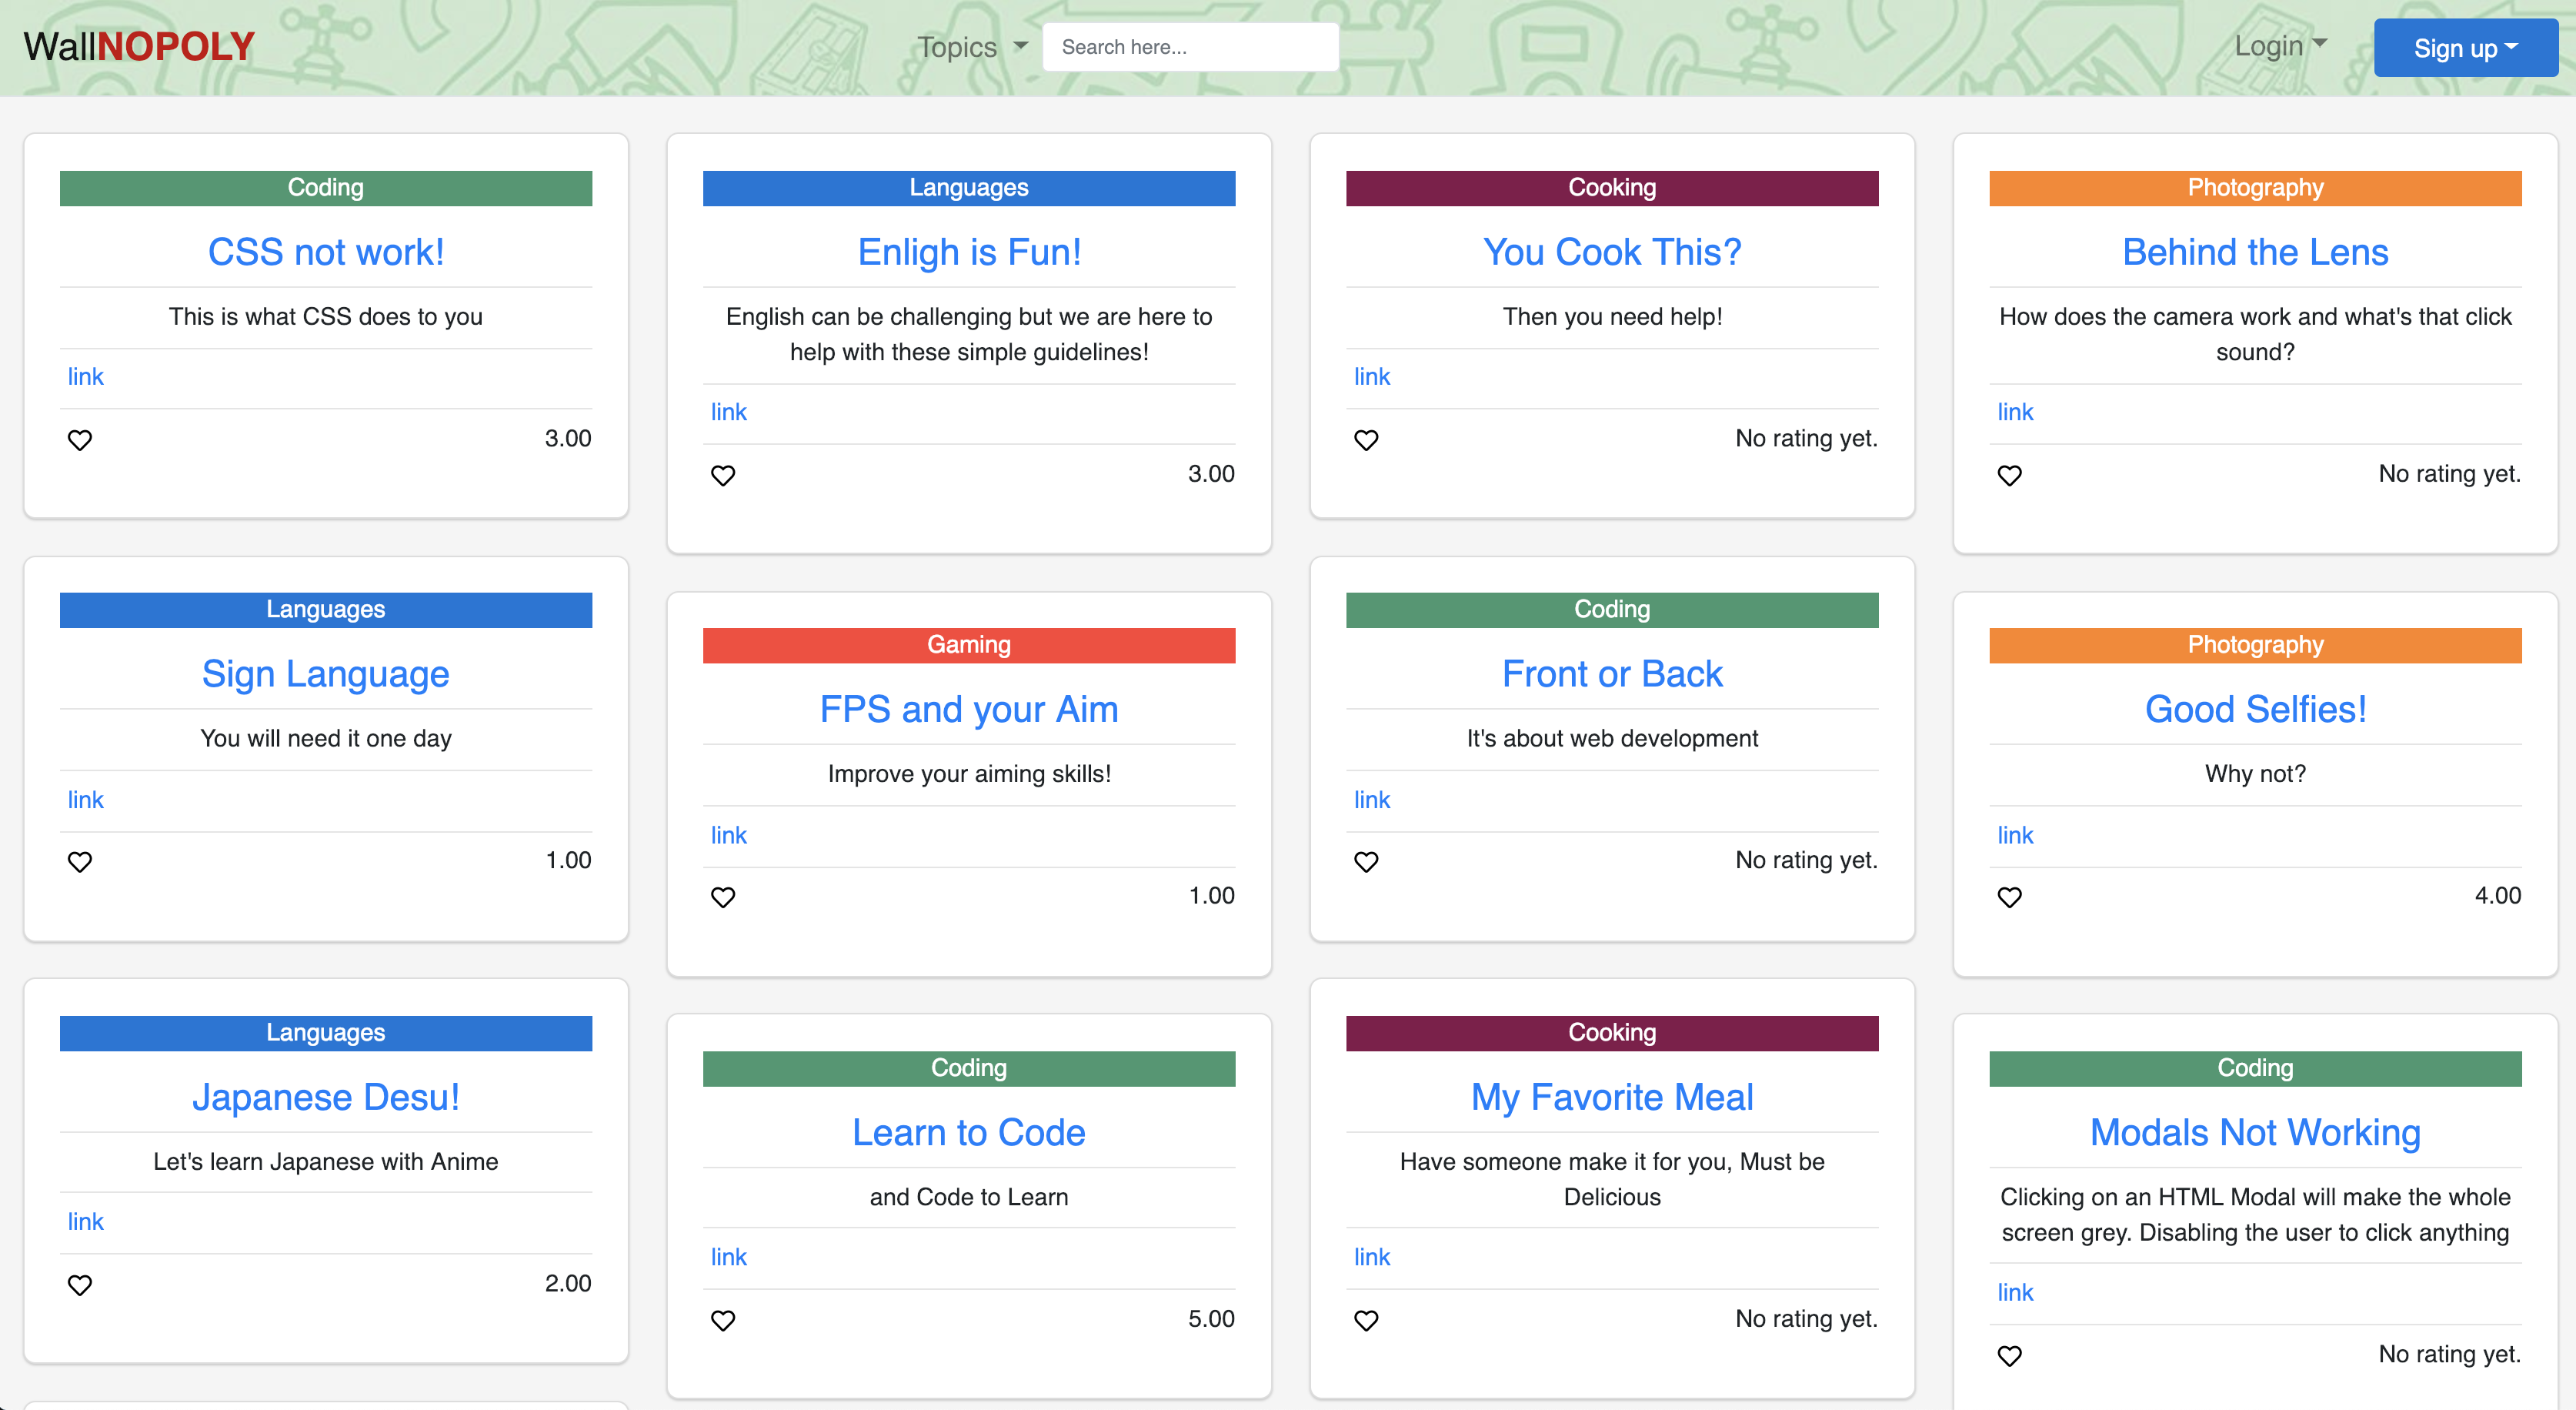 WallNOPOLY
Topics
Search here...
Login
Sign up
Coding
CSS not work!
This is what CSS does to you
link
3.00
Languages
Enligh is Fun!
English can be challenging but we are here to
help with these simple guidelines!
link
3.00
Cooking
You Cook This?
Then you need help!
link
No rating yet.
Photography
Behind the Lens
How does the camera work and what's that click
sound?
link
No rating yet.
Languages
Sign Language
You will need it one day
link
1.00
Gaming
FPS and your Aim
Improve your aiming skills!
link
1.00
Coding
Front or Back
It's about web development
link
No rating yet.
Photography
Good Selfies!
Why not?
link
4.00
Languages
Japanese Desu!
Let's learn Japanese with Anime
link
2.00
Coding
Learn to Code
and Code to Learn
link
5.00
Cooking
My Favorite Meal
Have someone make it for you, Must be
Delicious
link
No rating yet.
Coding
Modals Not Working
Clicking on an HTML Modal will make the whole
screen grey. Disabling the user to click anything
link
No rating yet.